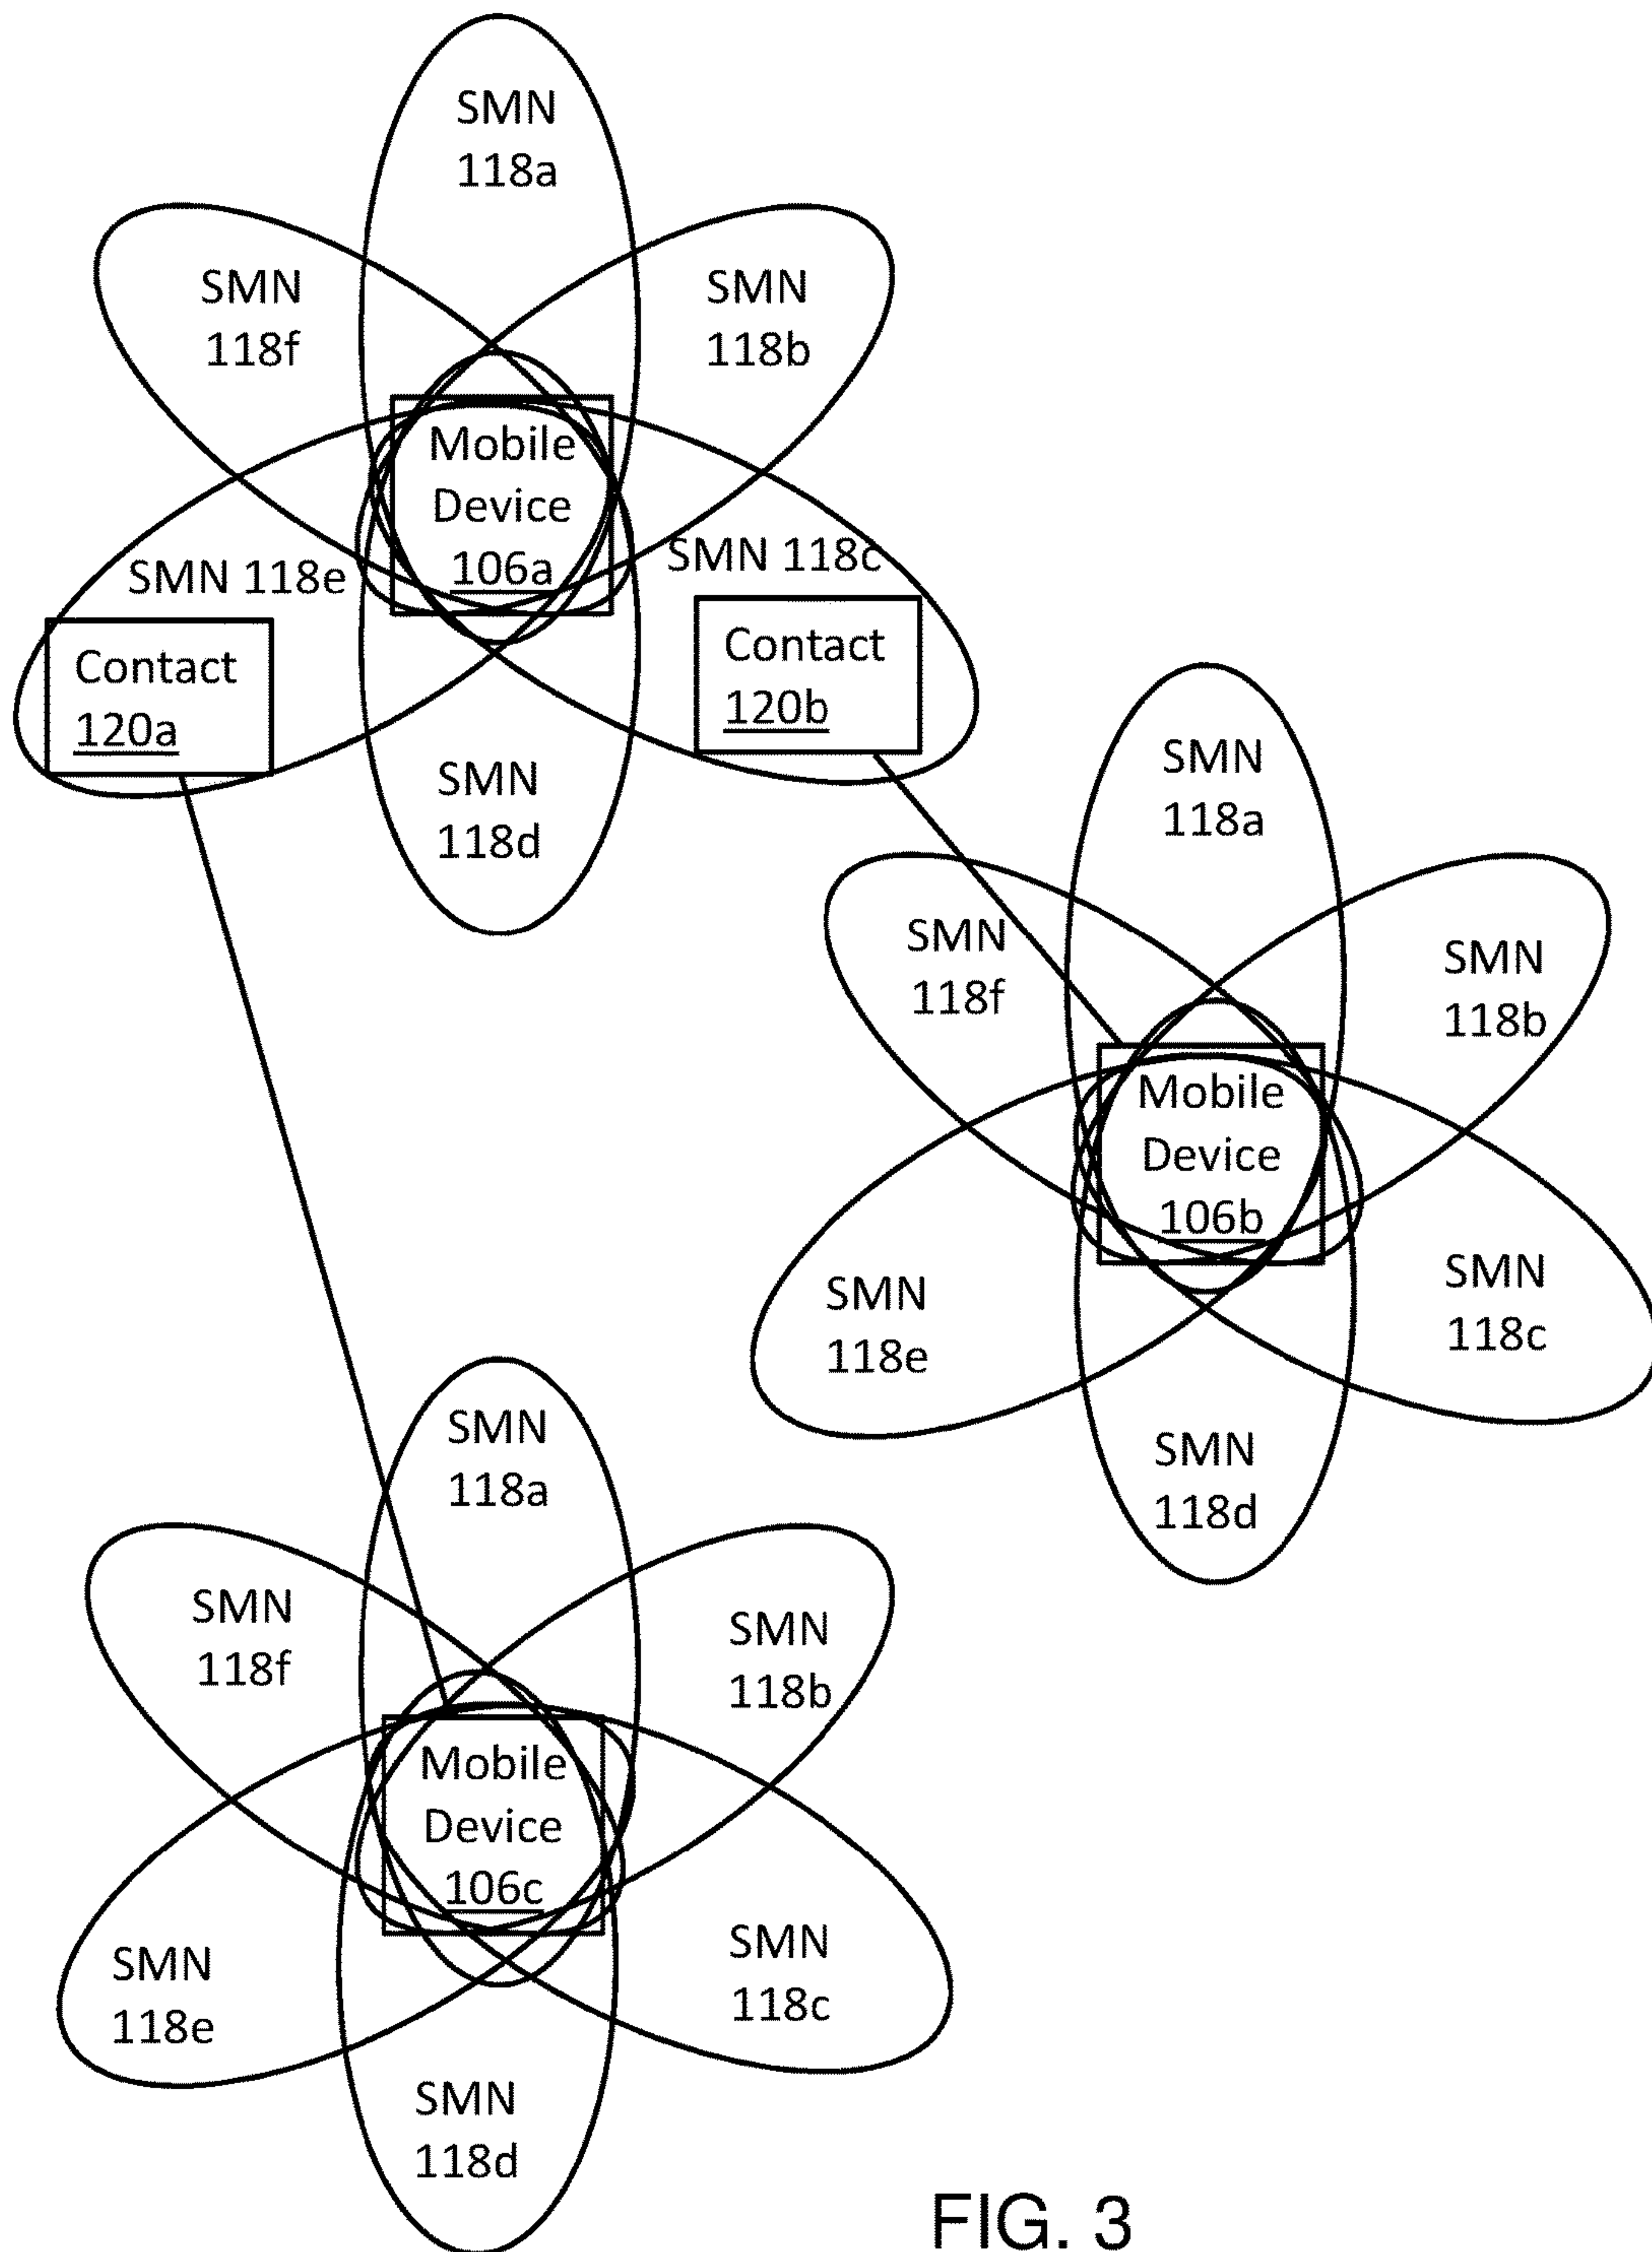 SMN
118a
SMN
118f
SMN
118b
Mobile
Device
106a
SMN 118e
SMN 118c
Contact
120a
Contact
120b
SMN
118d
SMN
118a
SMN
118f
SMN
118b
Mobile
Device
106b
SMN
118e
SMN
118c
SMN
118d
SMN
118a
SMN
118f
SMN
118b
Mobile
Device
106c
SMN
118e
SMN
118c
SMN
118d
FIG. 3